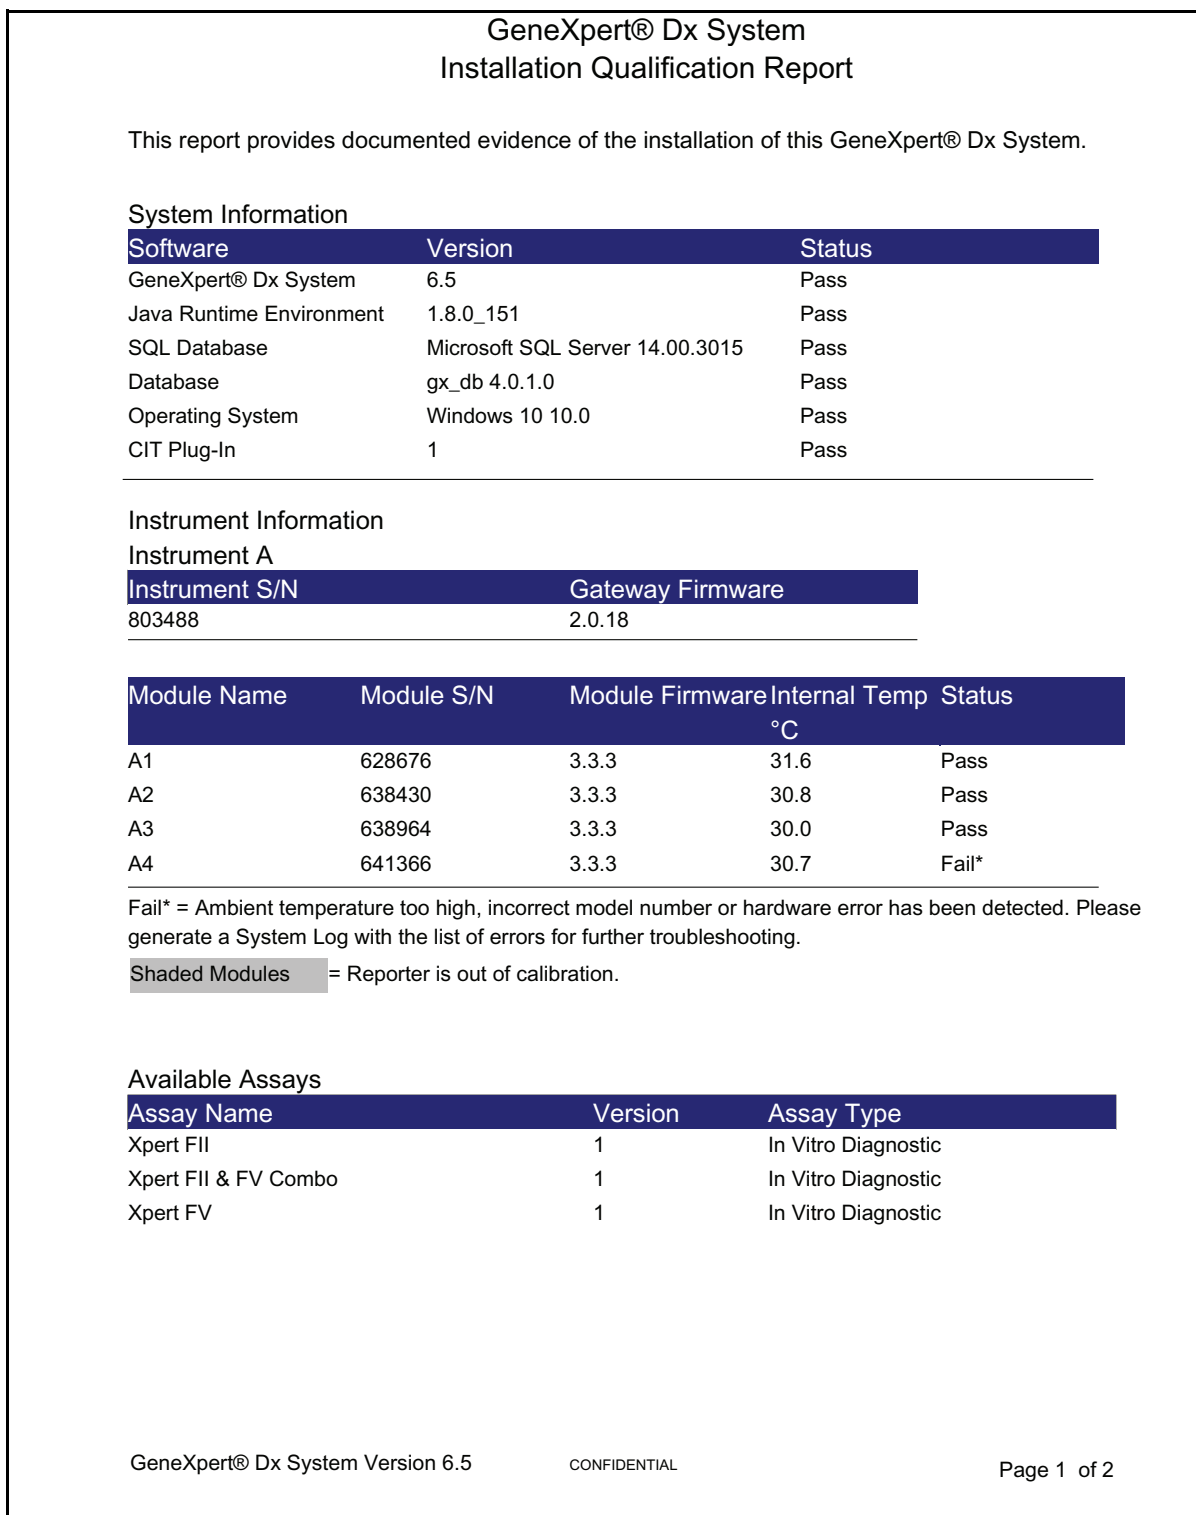 GeneXpert® Dx System
Installation Qualification Report
This report provides documented evidence of the installation of this GeneXpert® Dx System.
System Information
Software Version Status
GeneXpert® Dx System 6.5 Pass
Java Runtime Environment 1.8.0_151 Pass
SQL Database Microsoft SQL Server 14.00.3015 Pass
Database gx_db 4.0.1.0 Pass
Operating System Windows 10 10.0 Pass
CIT Plug-In 1 Pass
Instrument Information
Instrument A
Instrument S/N Gateway Firmware
803488 2.0.18
Module Name Module S/N Module Firmware Internal Temp Status
°C
A1 628676 3.3.3 31.6 Pass
A2 638430 3.3.3 30.8 Pass
A3 638964 3.3.3 30.0 Pass
A4 641366 3.3.3 30.7 Fail*
Fail* = Ambient temperature too high, incorrect model number or hardware error has been detected. Please
generate a System Log with the list of errors for further troubleshooting.
Shaded Modules = Reporter is out of calibration.
Available Assays
Assay Name Version Assay Type
Xpert FII 1 In Vitro Diagnostic
Xpert FII & FV Combo 1 In Vitro Diagnostic
Xpert FV 1 In Vitro Diagnostic
GeneXpert® Dx System Version 6.5 CONFIDENTIAL Page 1 of 2